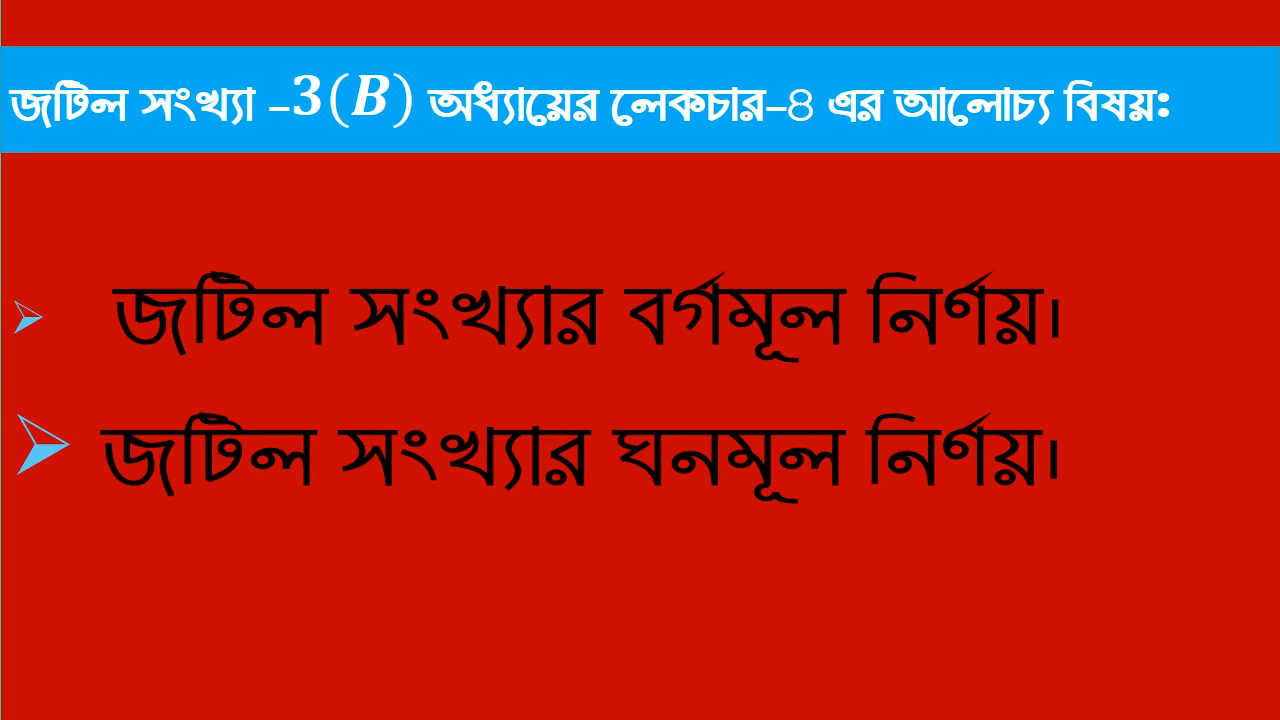 জটিল সংখ্যা –3(B) অধ্যায়ের লেকচার–৪ এর আলোচ্য বিষয়ঃ
জটিল সংখ্যার বর্গমূল নির্ণয়।
জটিল সংখ্যার ঘনমূল নির্ণয়।